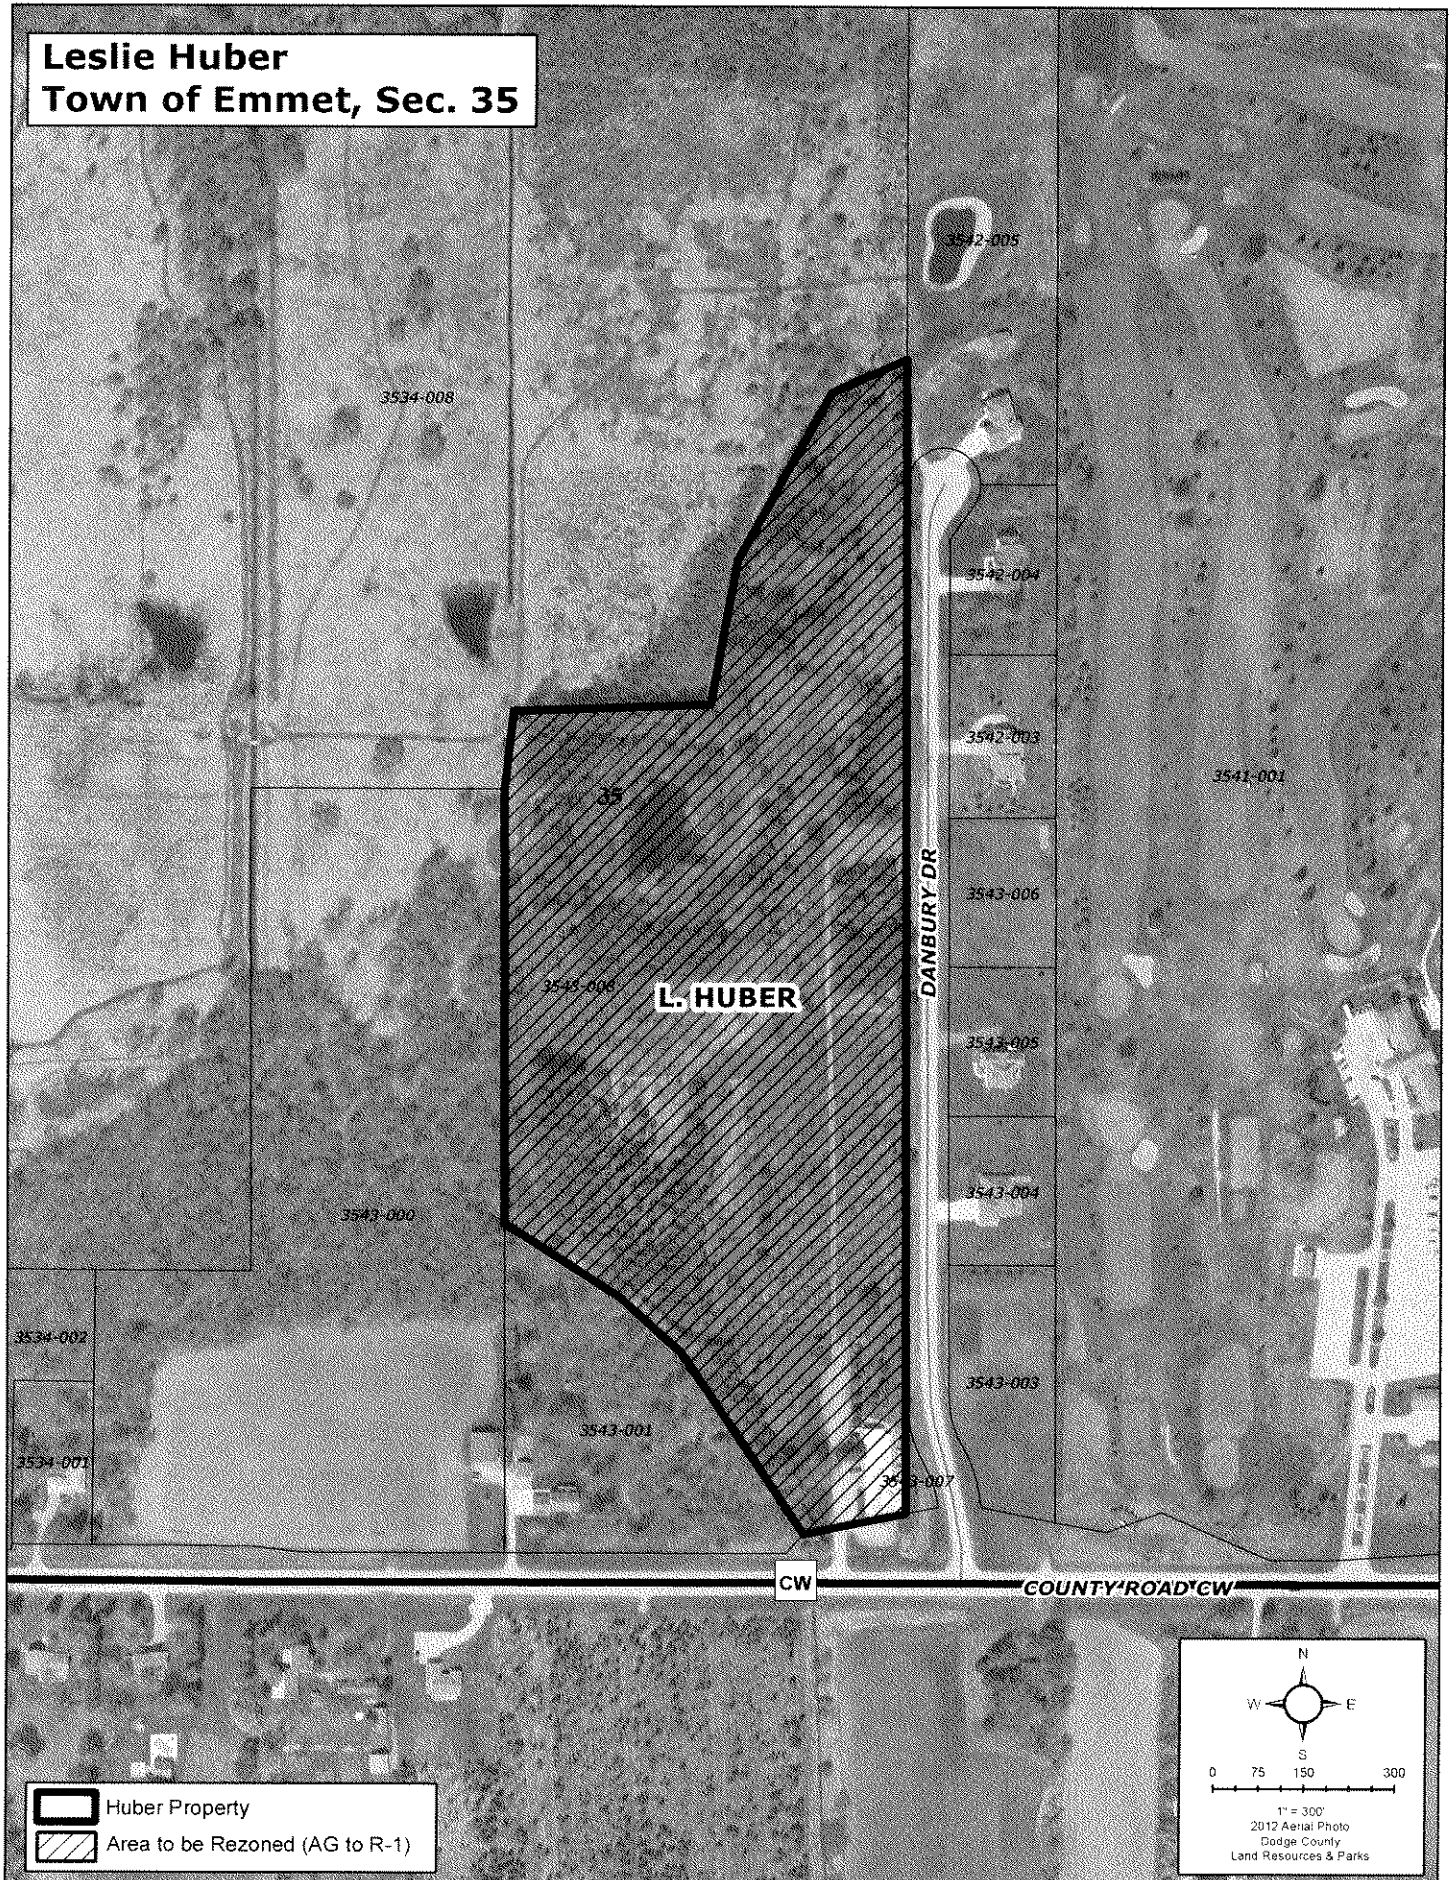 Leslie Huber
Town of Emmet, Sec. 35
3542-005
3534-008
3542-004
3542-003
3541-001
35
DANBURY DR
3543-006
L. HUBER
3543-005
3543-004
3543-000
3534-002
3543-003
3543-001
3534-001
3543-007
CW
COUNTY ROAD CW
N
W E
S
0 75 150 300
1" = 300'
2012 Aerial Photo
Dodge County
Land Resources & Parks
Huber Property
Area to be Rezoned (AG to R-1)